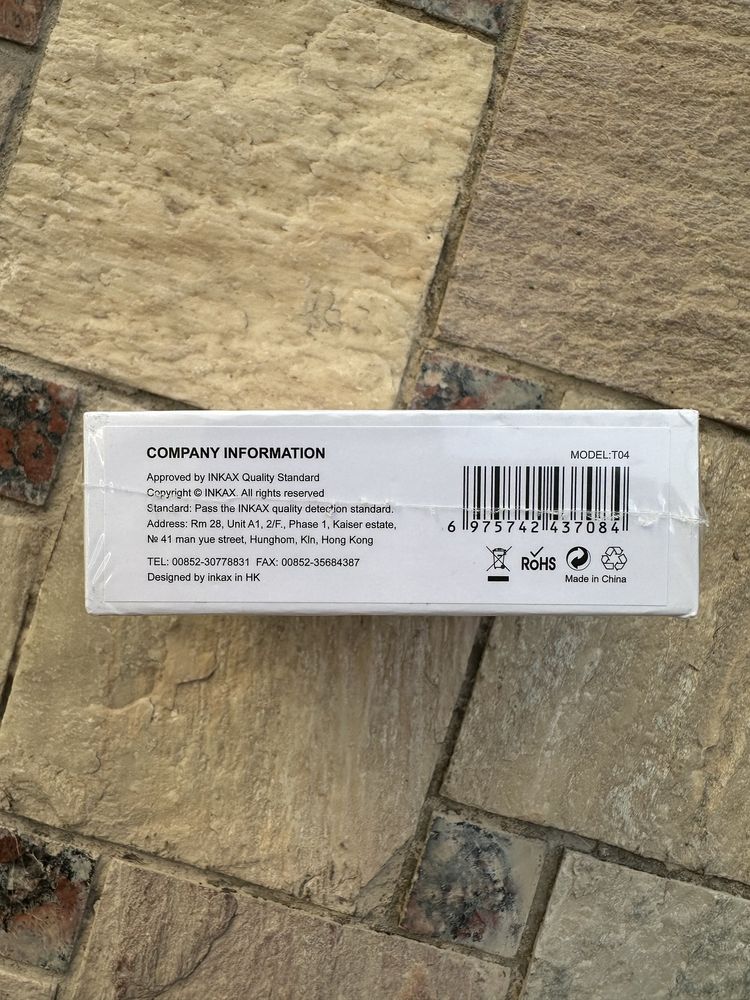 COMPANY INFORMATION
Approved by INKAX Quality Standard
Copyright © INKAX. All rights reserved
Standard: Pass the INKAX quality detection standard.
Address: Rm 28, Unit A1, 2/F., Phase 1, Kaiser estate,
№ 41 man yue street, Hunghom, Kln, Hong Kong
TEL: 00852-30778831 FAX: 00852-35684387
Designed by inkax in HK
MODEL:T04
6 975742 437084
RoHS
Made in China